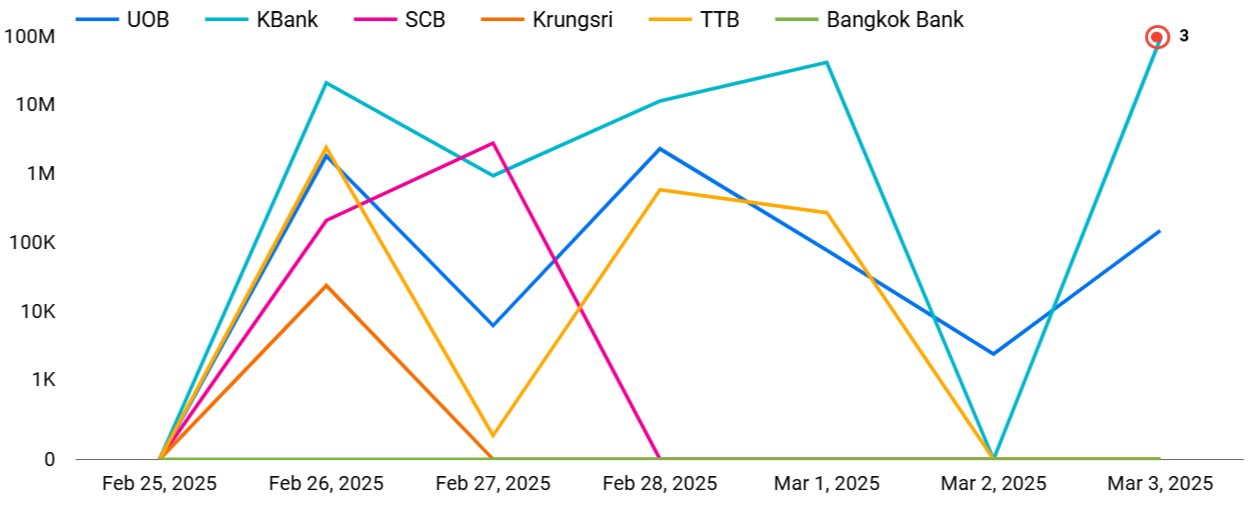 UOB KBank SCB Krungsri TTB Bangkok Bank
100M
3
10M
1M
100K
10K
1K
0
Feb 25, 2025 Feb 26, 2025 Feb 27, 2025 Feb 28, 2025 Mar 1, 2025 Mar 2, 2025 Mar 3, 2025